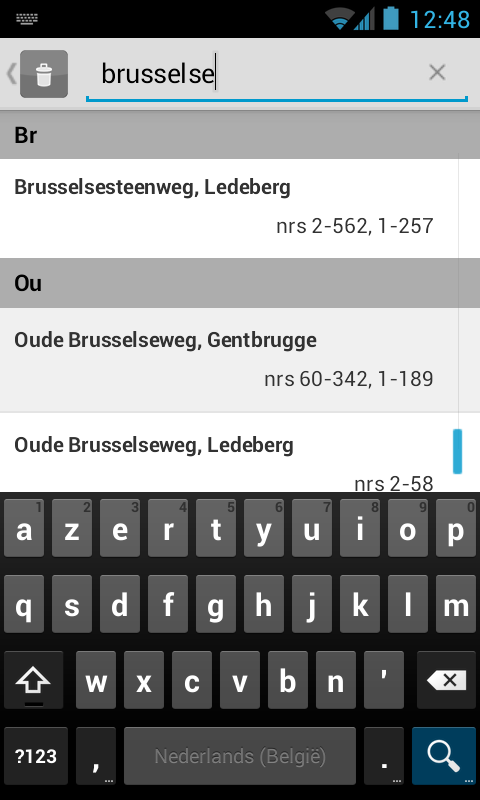 12:48
brusselse
Br
Brusselsesteenweg, Ledeberg
nrs 2-562, 1-257
Ou
Oude Brusselseweg, Gentbrugge
nrs 60-342, 1-189
Oude Brusselseweg, Ledeberg
nrs 2-58
1 2 3 4 5 6 7 8 9 0
a z e r t y u i o p
q s d f g h j k l m
w x c v b n '
?123 , ... Nederlands (België) . ... ...